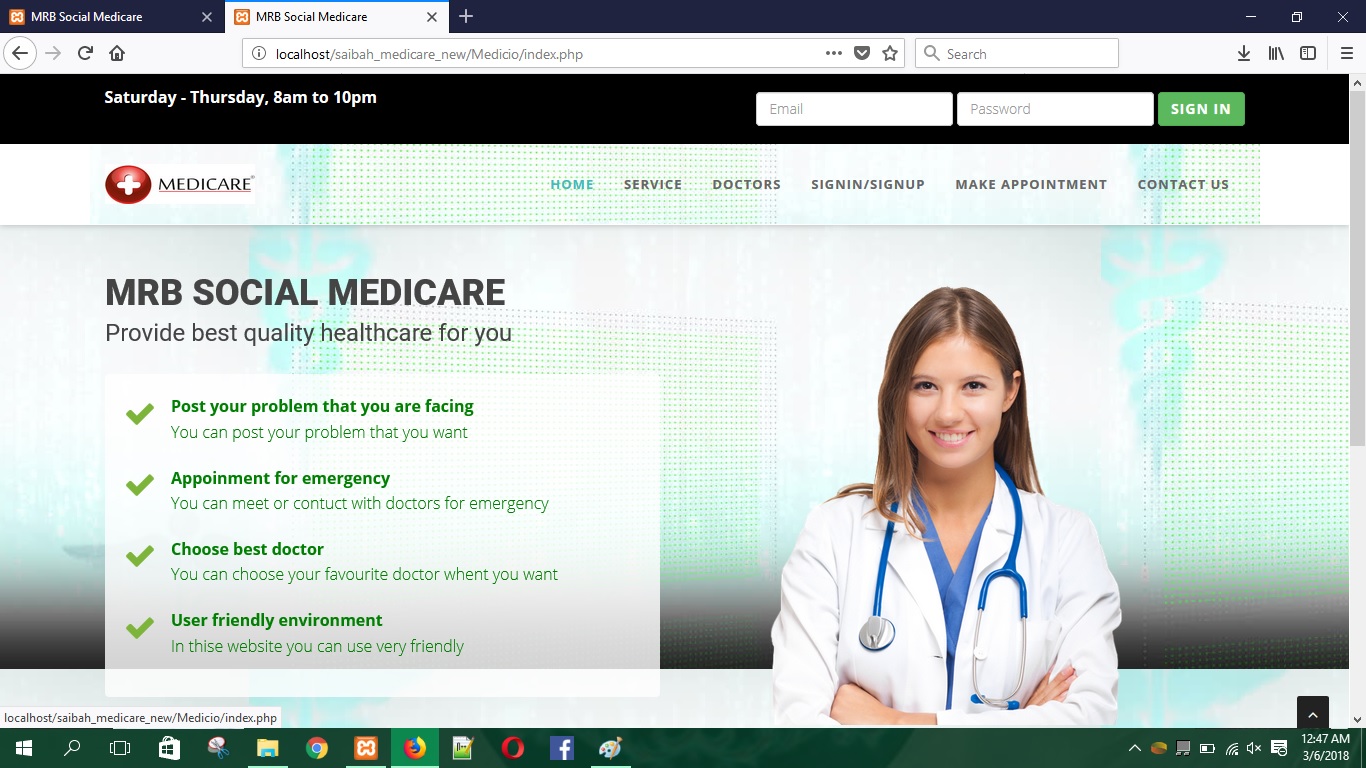 MRB Social Medicare
MRB Social Medicare
localhost/saibah_medicare_new/Medicio/index.php
Search
Saturday - Thursday, 8am to 10pm
Email
Password
SIGN IN
MEDICARE
HOME
SERVICE
DOCTORS
SIGNIN/SIGNUP
MAKE APPOINTMENT
CONTACT US
MRB SOCIAL MEDICARE
Provide best quality healthcare for you
Post your problem that you are facing
You can post your problem that you want
Appoinment for emergency
You can meet or contuct with doctors for emergency
Choose best doctor
You can choose your favourite doctor whent you want
User friendly environment
In thise website you can use very friendly
localhost/saibah_medicare_new/Medicio/index.php
12:47 AM
3/6/2018